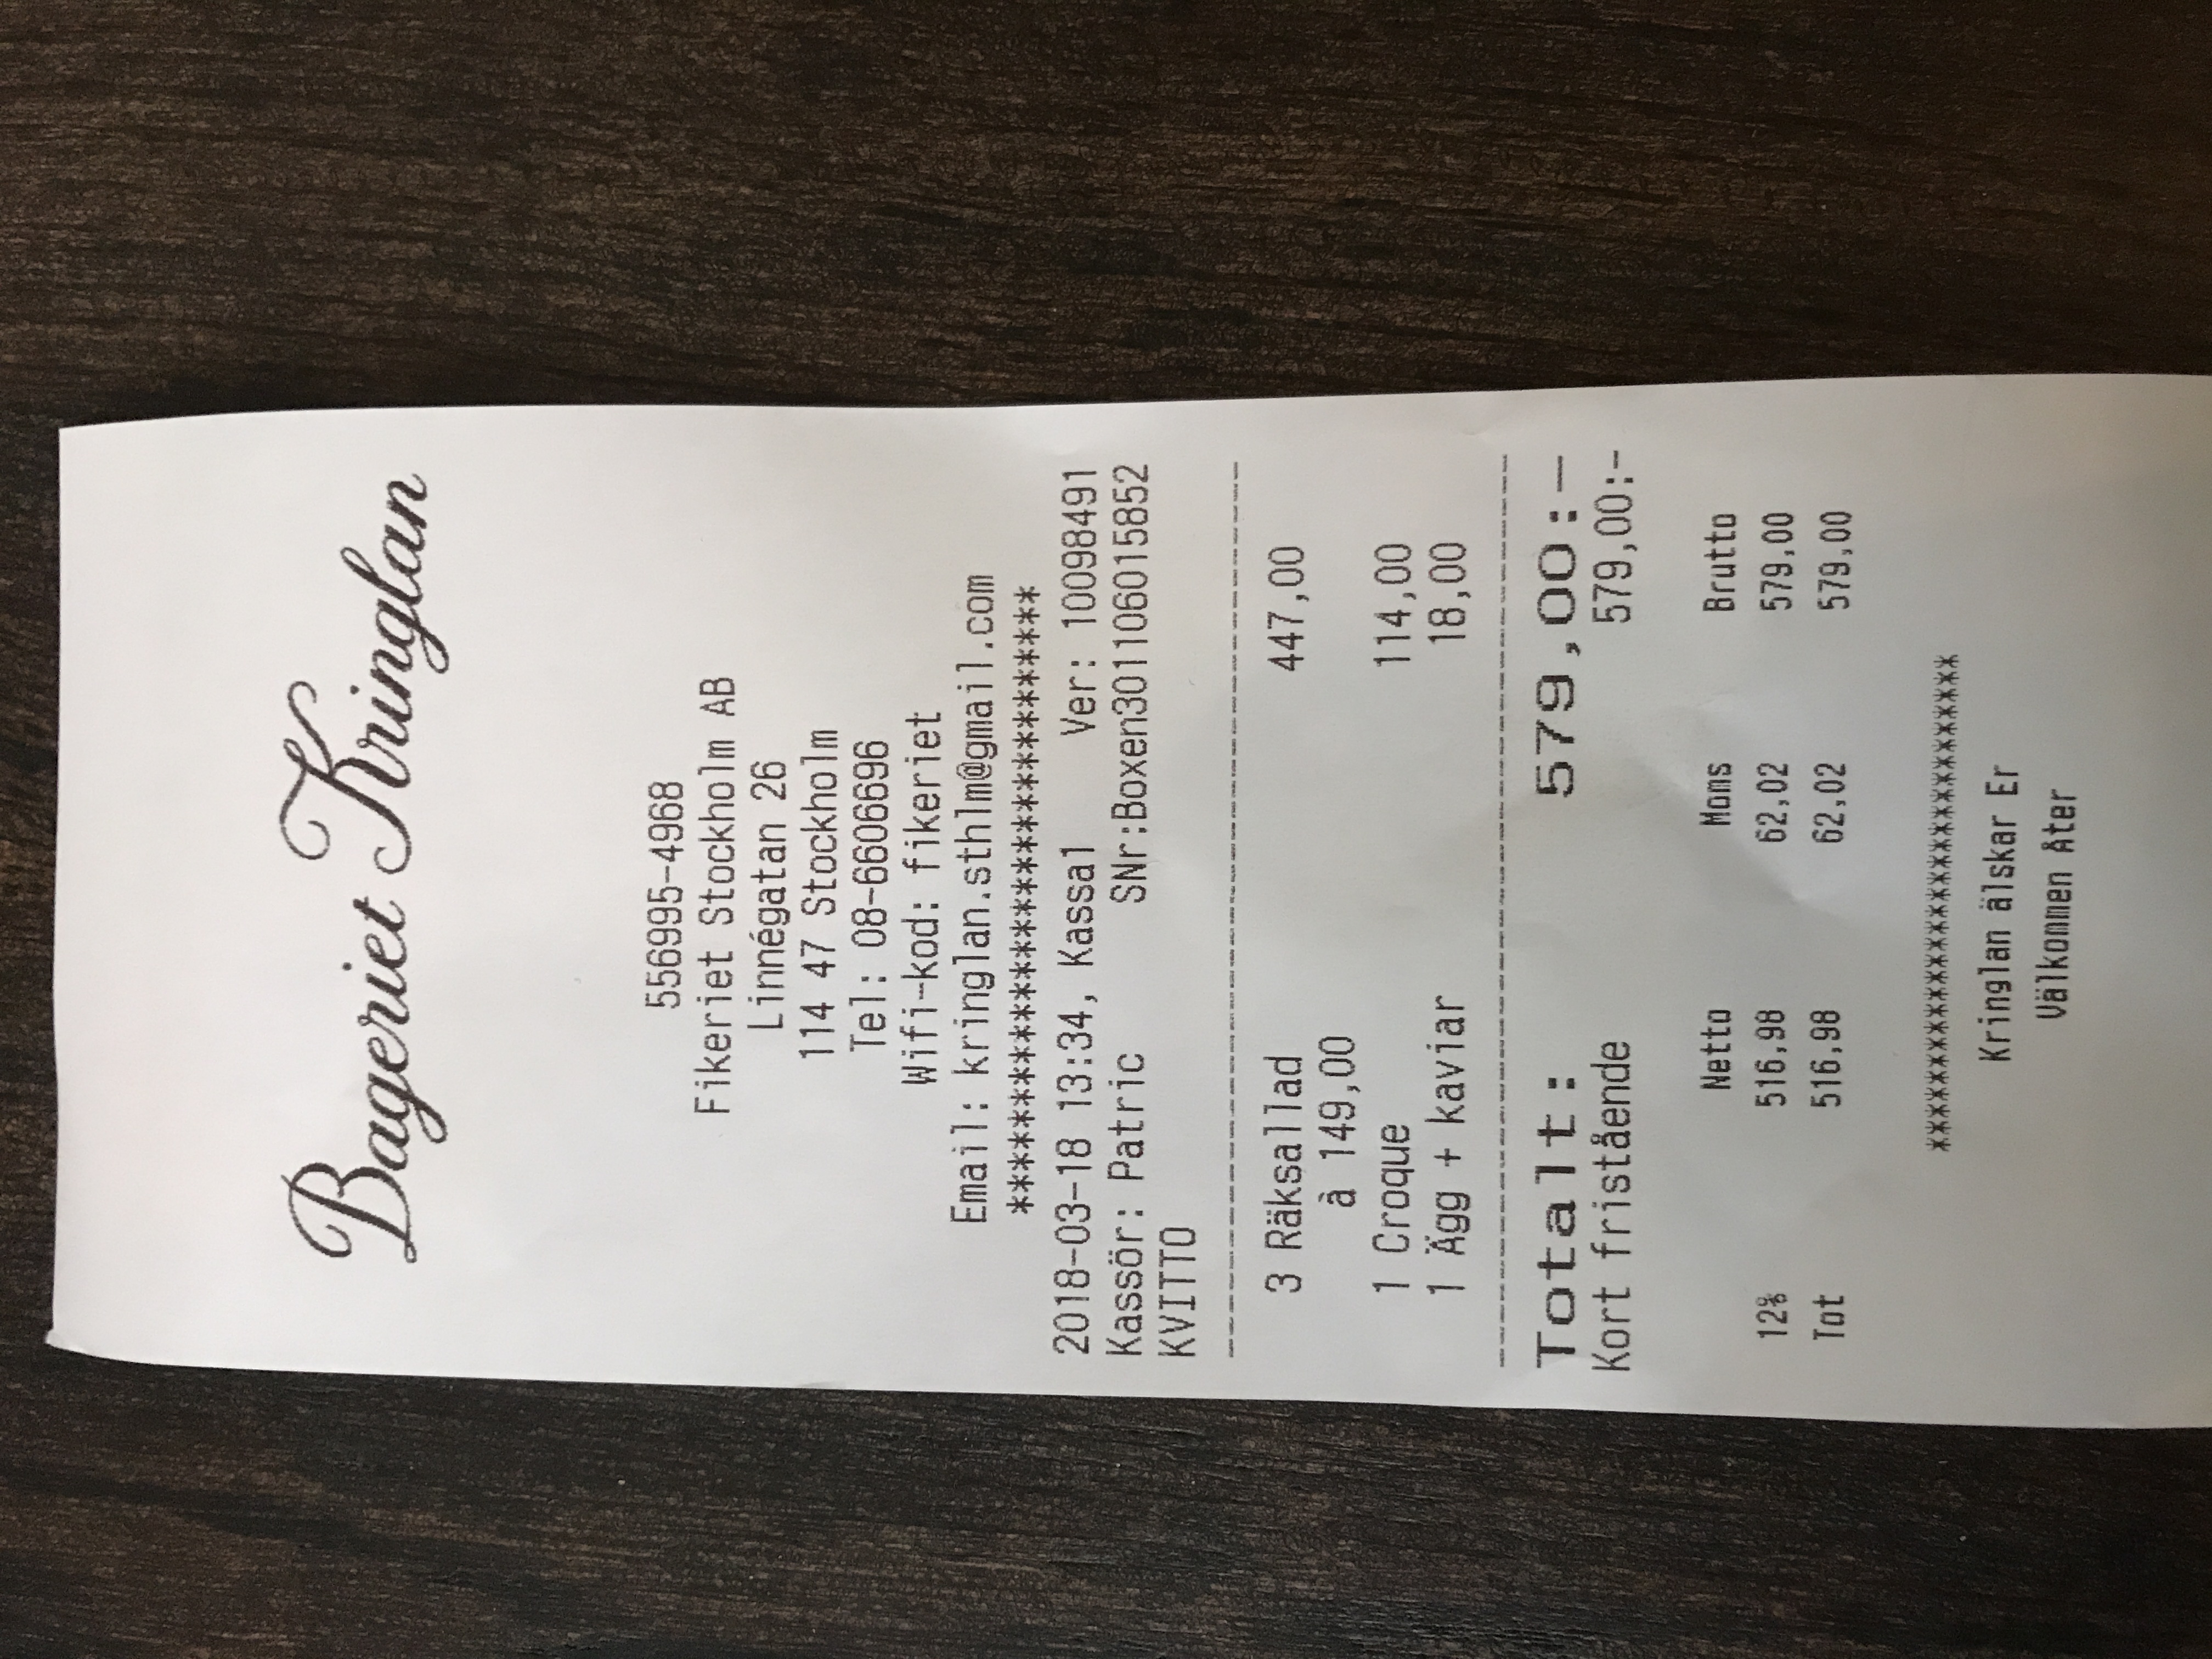 Bageriet Kringlan
556995-4968
Fikeriet Stockholm AB
Linnégatan 26
114 47 Stockholm
Tel: 08-6606696
Wifi-kod: fikeriet
Email: kringlan.sthlm@gmail.com
******************************
2018-03-18 13:34, Kassa1 Ver: 10098491
Kassör: Patric SNr:Boxen301106015852
KVITTO
3 Räksallad 447,00
à 149,00
1 Croque 114,00
1 Ägg + kaviar 18,00
Totalt: 579,00:-
Kort fristående 579,00:-
Netto Moms Brutto
12% 516,98 62,02 579,00
Tot 516,98 62,02 579,00
******************************
Kringlan älskar Er
Välkommen Åter